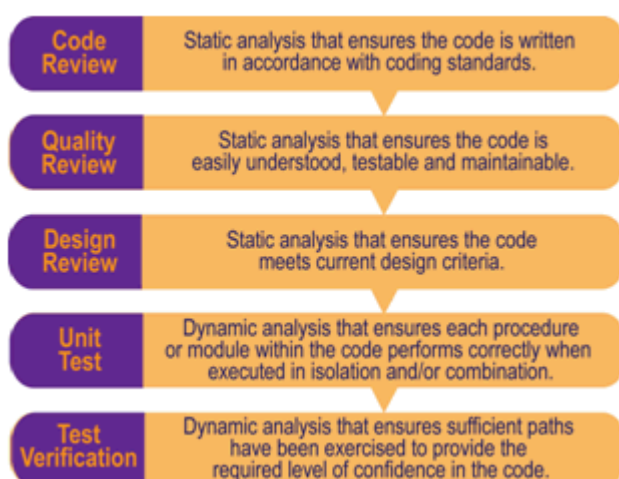 Code
Review
Static analysis that ensures the code is written
in accordance with coding standards.
Quality
Review
Static analysis that ensures the code is
easily understood, testable and maintainable.
Design
Review
Static analysis that ensures the code
meets current design criteria.
Unit
Test
Dynamic analysis that ensures each procedure
or module within the code performs correctly when
executed in isolation and/or combination.
Test
Verification
Dynamic analysis that ensures sufficient paths
have been exercised to provide the
required level of confidence in the code.